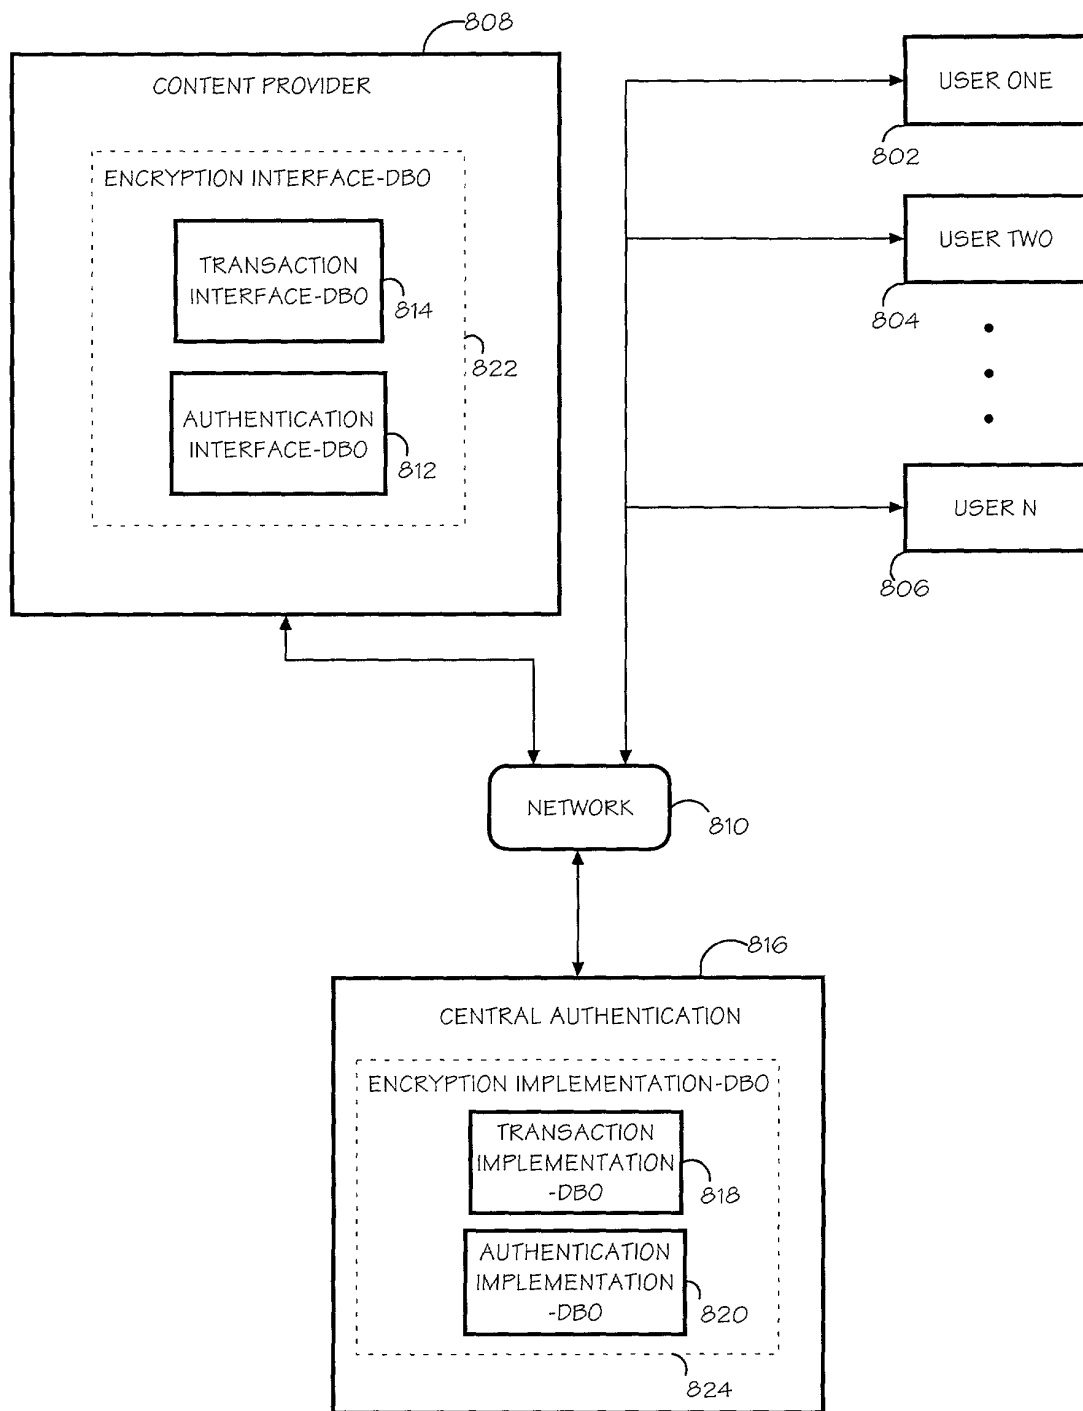 808
CONTENT PROVIDER
ENCRYPTION INTERFACE-DBO
TRANSACTION
INTERFACE-DBO
814
822
AUTHENTICATION
INTERFACE-DBO
812
USER ONE
802
USER TWO
804
USER N
806
NETWORK
810
816
CENTRAL AUTHENTICATION
ENCRYPTION IMPLEMENTATION-DBO
TRANSACTION
IMPLEMENTATION
-DBO
818
AUTHENTICATION
IMPLEMENTATION
-DBO
820
824